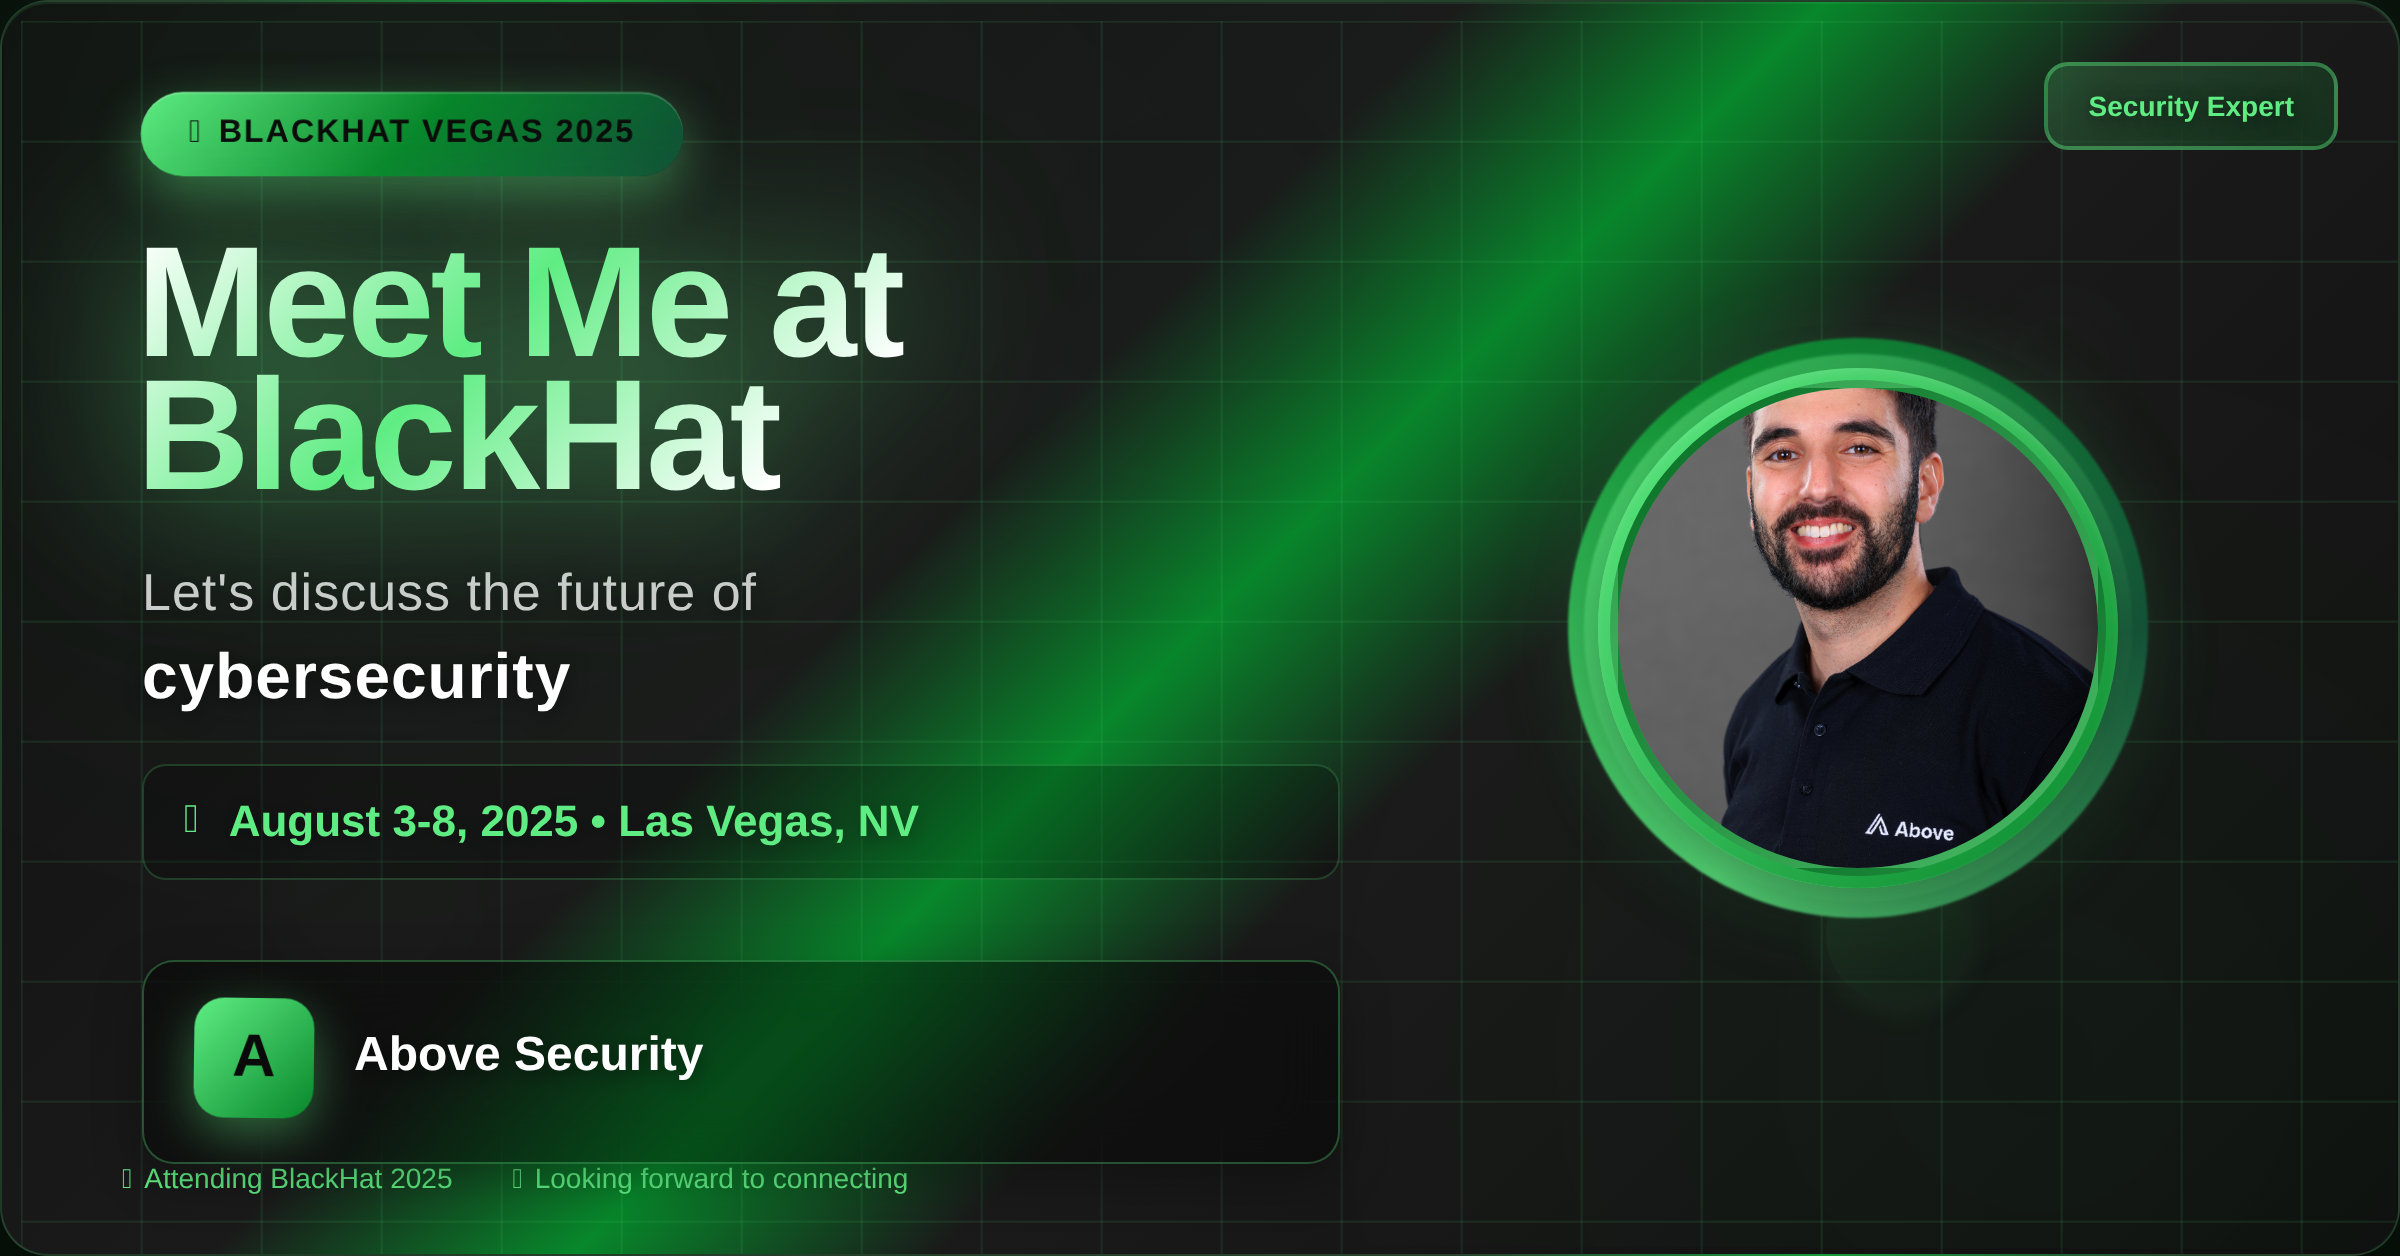 BLACKHAT VEGAS 2025
Security Expert
Meet Me at
BlackHat
Let's discuss the future of
cybersecurity
August 3-8, 2025 • Las Vegas, NV
Above
A
Above Security
Attending BlackHat 2025
Looking forward to connecting